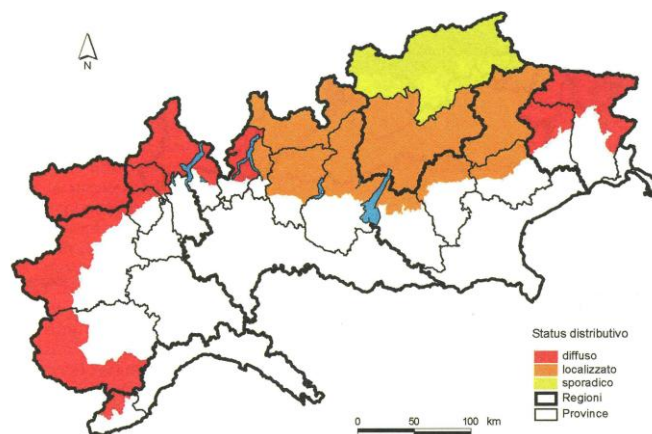 N
Status distributivo
diffuso
localizzato
sporadico
Regioni
Province
0 50 100 km